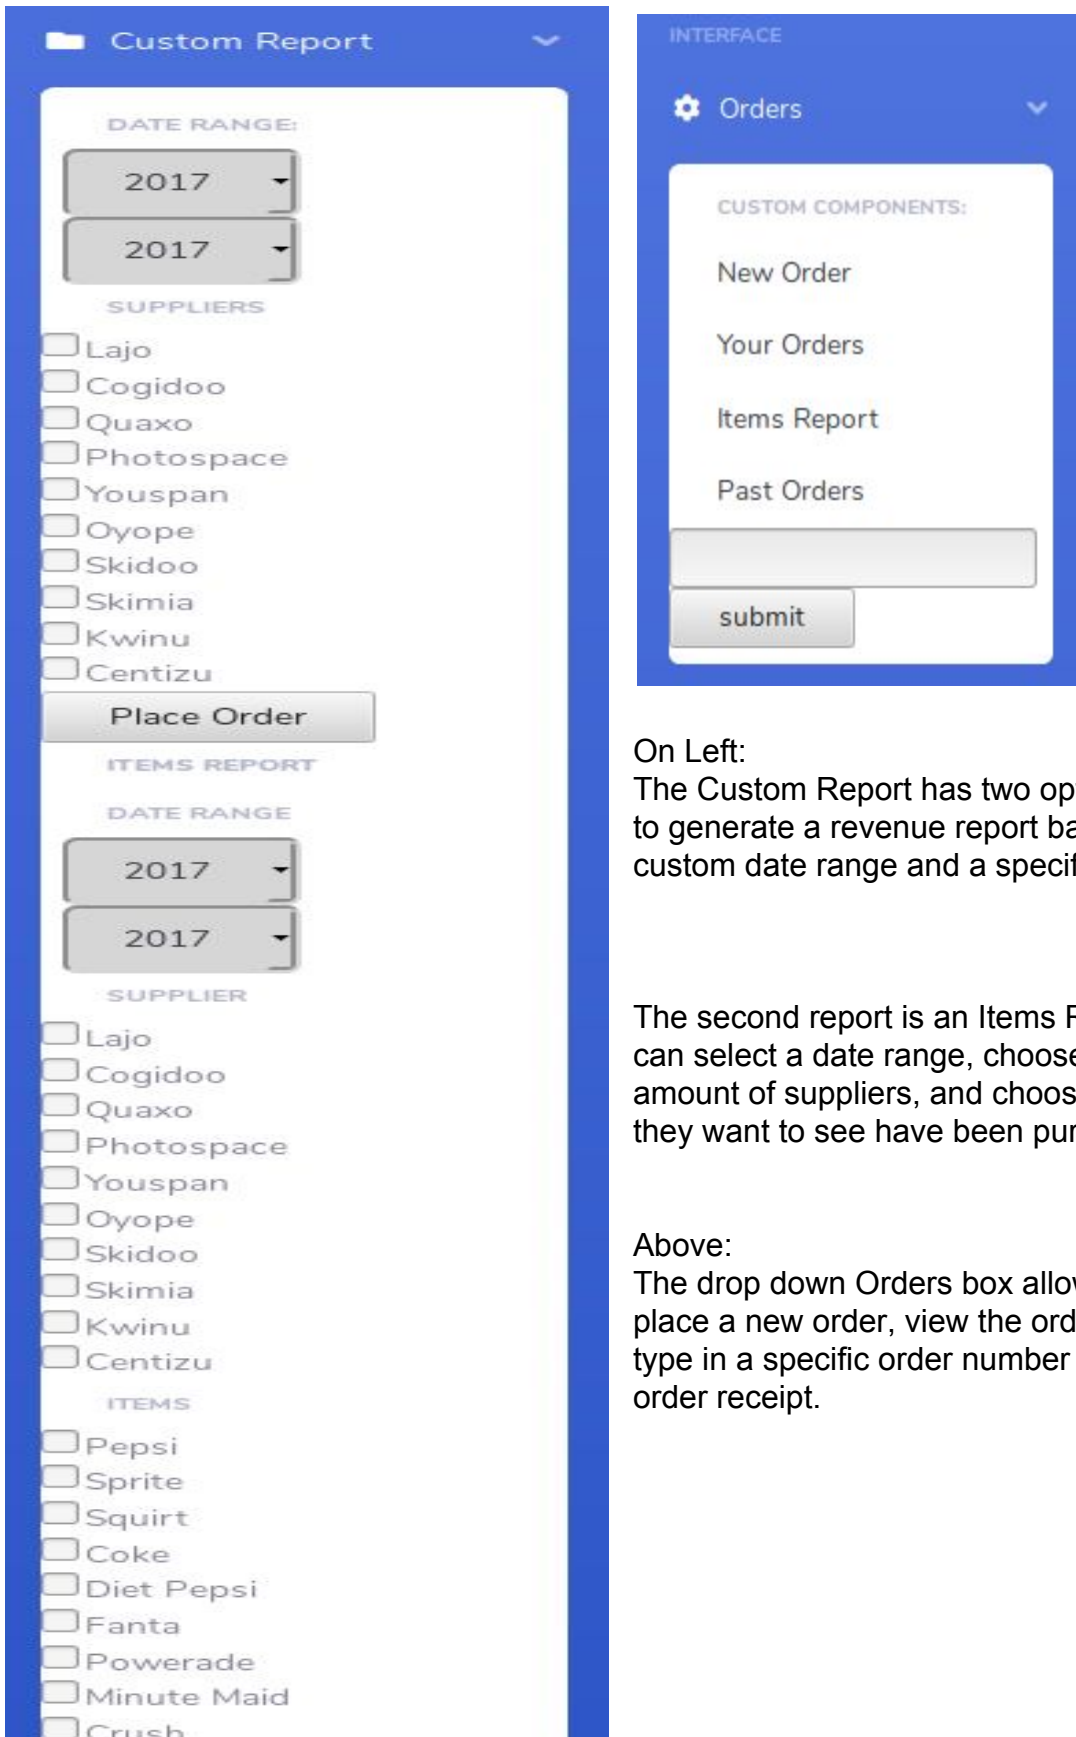 Custom Report
DATE RANGE:
2017
2017
SUPPLIERS
Lajo
Cogidoo
Quaxo
Photospace
Youspan
Oyope
Skidoo
Skimia
Kwinu
Centizu
Place Order
ITEMS REPORT
DATE RANGE
2017
2017
SUPPLIER
Lajo
Cogidoo
Quaxo
Photospace
Youspan
Oyope
Skidoo
Skimia
Kwinu
Centizu
ITEMS
Pepsi
Sprite
Squirt
Coke
Diet Pepsi
Fanta
Powerade
Minute Maid
Crush
INTERFACE
Orders
CUSTOM COMPONENTS:
New Order
Your Orders
Items Report
Past Orders
submit
On Left:
The Custom Report has two op
to generate a revenue report ba
custom date range and a specif
The second report is an Items R
can select a date range, choose
amount of suppliers, and choos
they want to see have been pur
Above:
The drop down Orders box allow
place a new order, view the ord
type in a specific order number
order receipt.